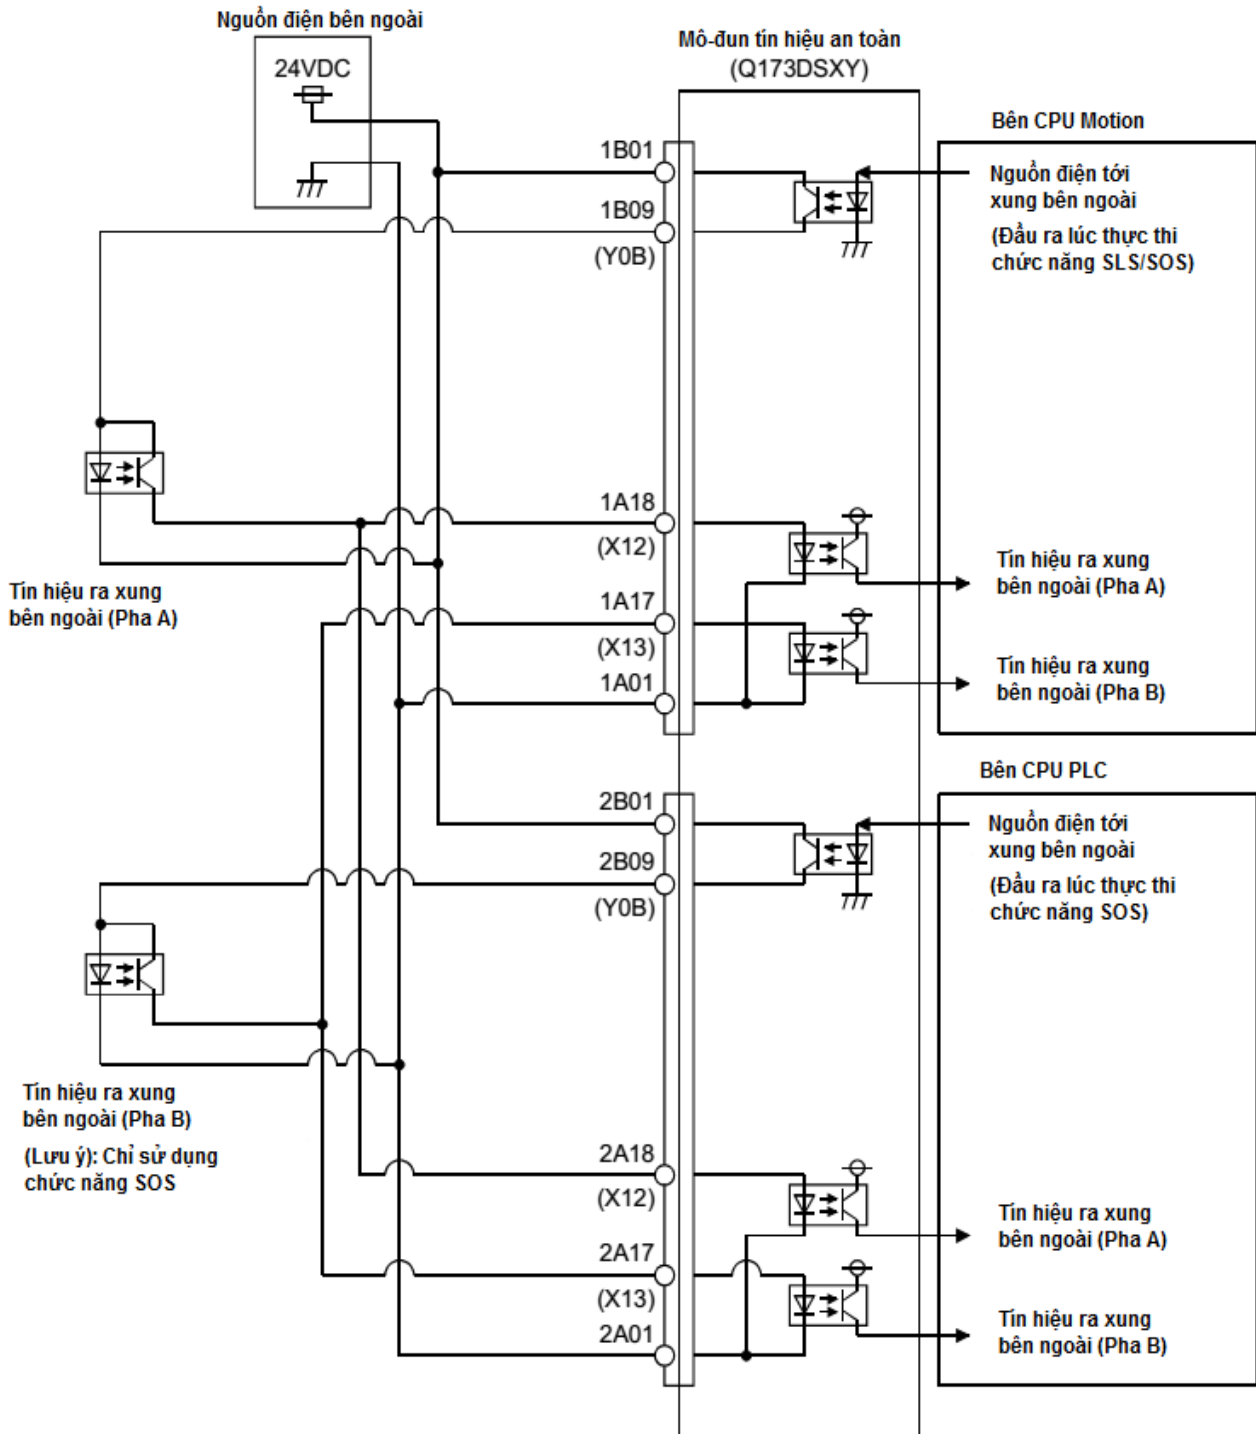 Nguồn điện bên ngoài
24VDC
Mô-đun tín hiệu an toàn
(Q173DSXY)
Bên CPU Motion
1B01
Nguồn điện tới
xung bên ngoài
1B09
(Y0B)
(Đầu ra lúc thực thi
chức năng SLS/SOS)
1A18
(X12)
Tín hiệu ra xung
bên ngoài (Pha A)
Tín hiệu ra xung
bên ngoài (Pha A)
1A17
(X13)
Tín hiệu ra xung
bên ngoài (Pha B)
1A01
Bên CPU PLC
2B01
Nguồn điện tới
xung bên ngoài
2B09
(Y0B)
(Đầu ra lúc thực thi
chức năng SOS)
Tín hiệu ra xung
bên ngoài (Pha B)
(Lưu ý): Chỉ sử dụng
chức năng SOS
2A18
(X12)
Tín hiệu ra xung
bên ngoài (Pha A)
2A17
(X13)
Tín hiệu ra xung
bên ngoài (Pha B)
2A01